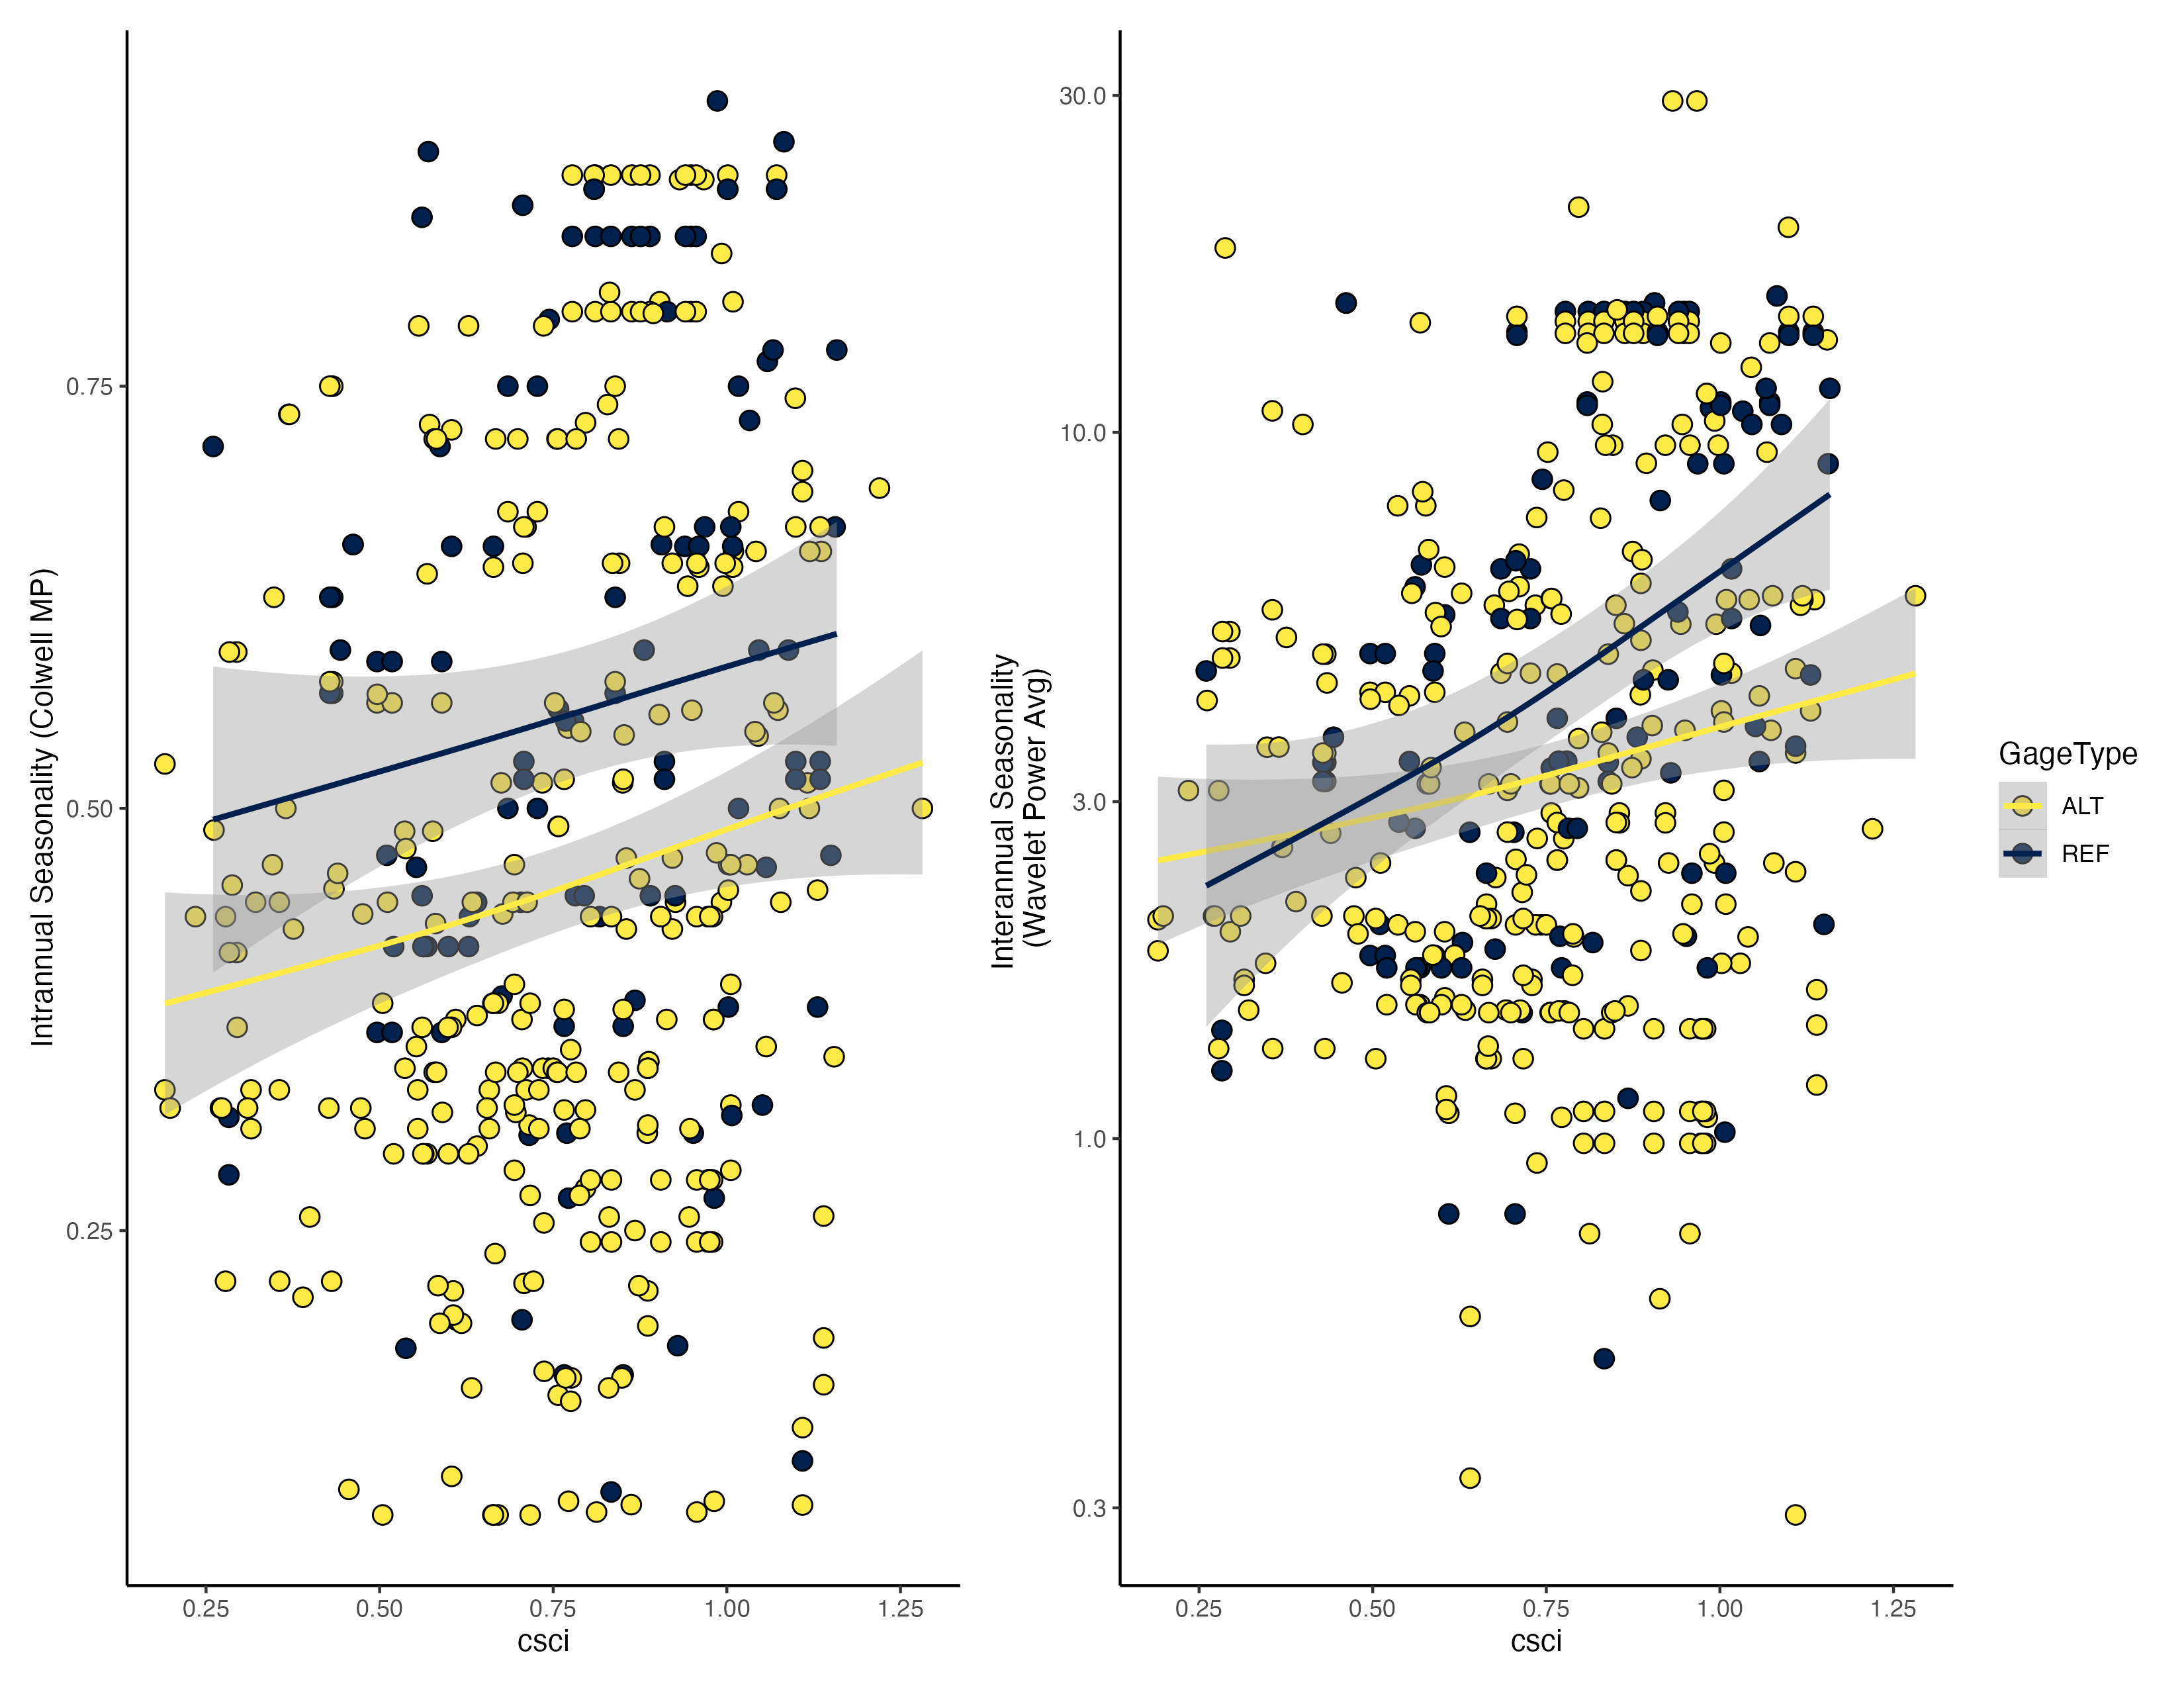 Intrannual Seasonality (Colwell MP)
0.75
0.50
0.25
0.25 0.50 0.75 1.00 1.25
csci
Interannual Seasonality
(Wavelet Power Avg)
30.0
10.0
3.0
1.0
0.3
0.25 0.50 0.75 1.00 1.25
csci
GageType
ALT
REF